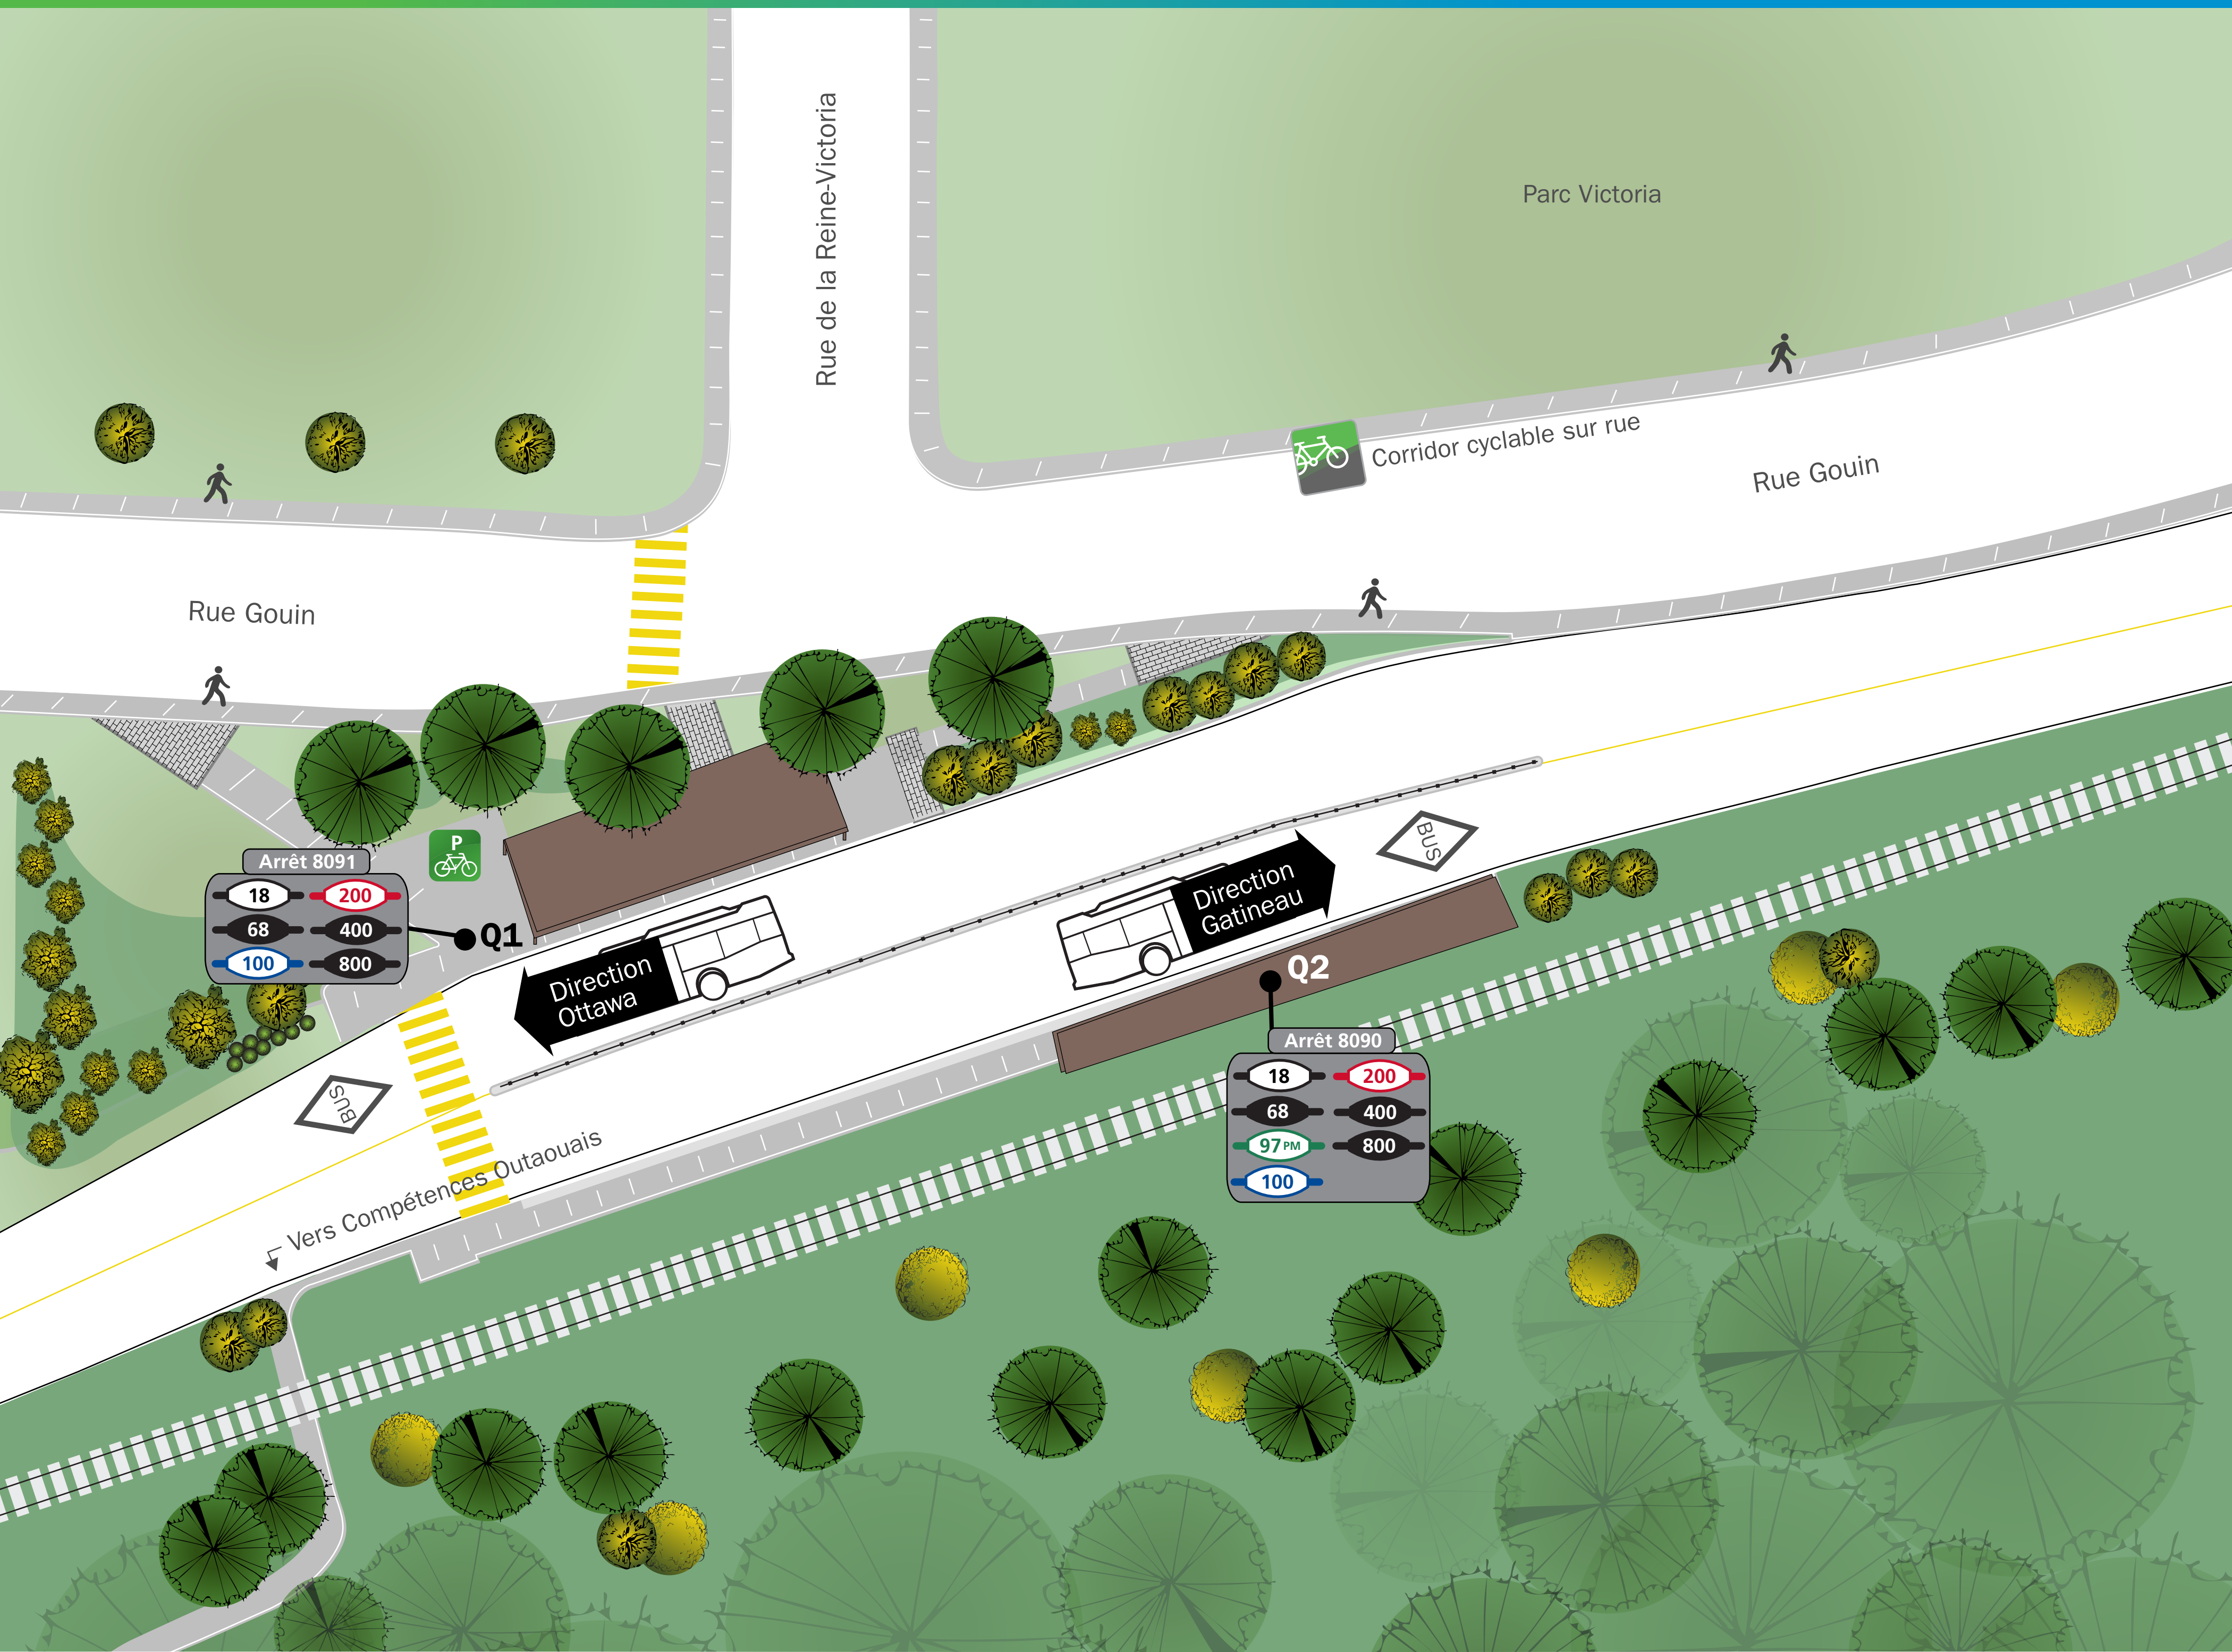 Rue de la Reine-Victoria
Parc Victoria
Corridor cyclable sur rue
Rue Gouin
Rue Gouin
P
Arrêt 8091
18 200
68 400
100 800
Q1
Direction
Ottawa
Direction
Gatineau
BUS
Q2
Arrêt 8090
18 200
68 400
97 PM 800
100
BUS
Vers Compétences Outaouais